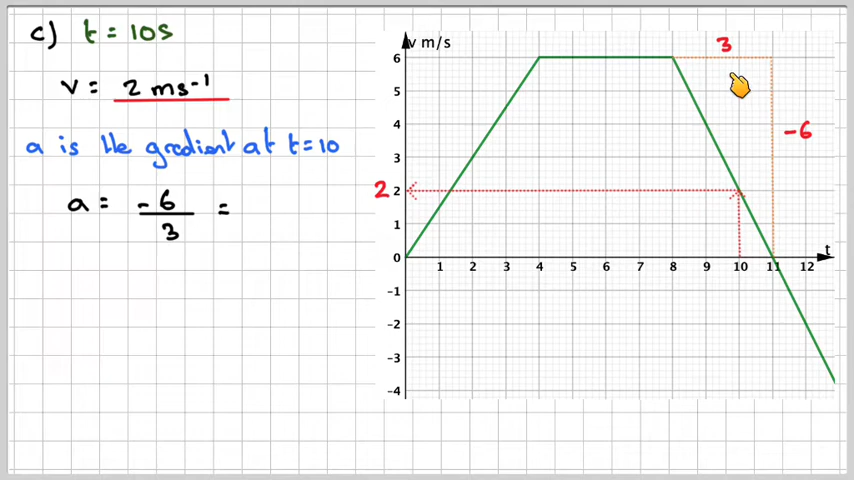 c) t = 10s
v = 2 ms⁻¹
a is the gradient at t=10
a = -6/3 =
v m/s
3
-6
2
6
5
4
3
2
1
0
-1
-2
-3
-4
1 2 3 4 5 6 7 8 9 10 11 12
t